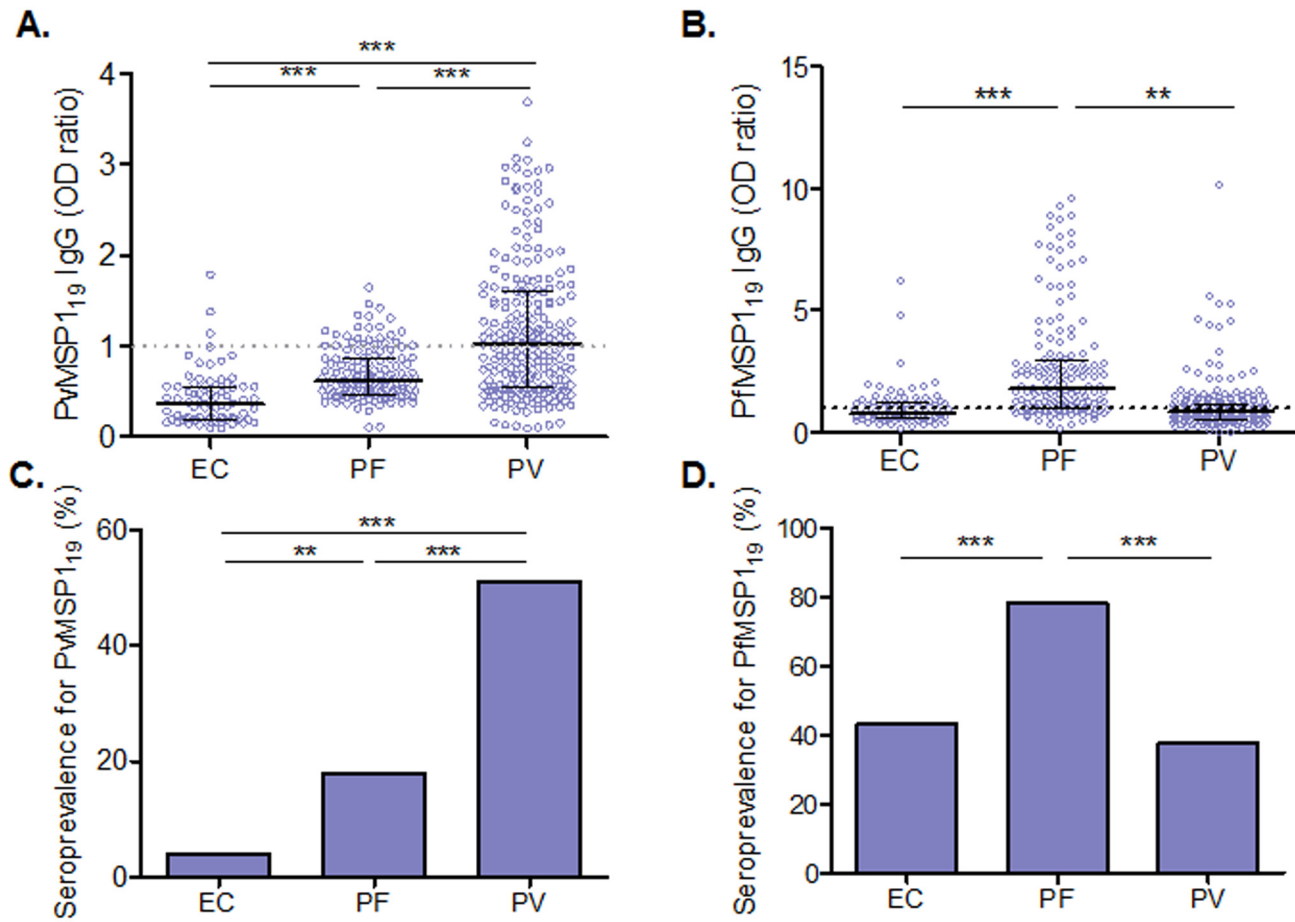 A.
***
***
***
4
3
2
1
0
PvMSP1₁₉ IgG (OD ratio)
EC
PF
PV
B.
***
**
15
10
5
0
PfMSP1₁₉ IgG (OD ratio)
EC
PF
PV
C.
***
**
***
60
40
20
0
Seroprevalence for PvMSP1₁₉ (%)
EC
PF
PV
D.
***
***
100
80
60
40
20
0
Seroprevalence for PfMSP1₁₉ (%)
EC
PF
PV